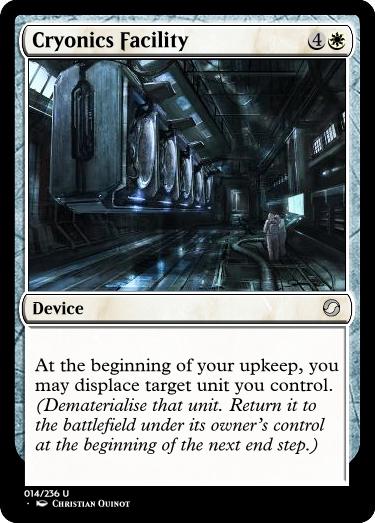 Cryonics Facility 4
Device
At the beginning of your upkeep, you
may displace target unit you control.
(Dematerialise that unit. Return it to
the battlefield under its owner's control
at the beginning of the next end step.)
014/236 U
· Christian Quinot